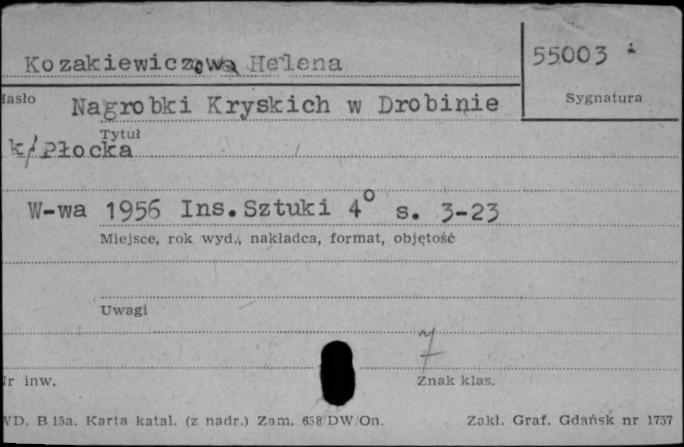 Kozakiewiczowa Helena
55003
Hasło
Nagrobki Kryskich w Drobinie
Sygnatura
Tytuł
k/Płocka
W-wa 1956 Ins. Sztuki 4° s. 3-23
Miejsce, rok wyd., nakładca, format, objętość
Uwagi
Nr inw.
Znak klas.
WD. B 15a. Karta katal. (z nadr.) Zam. 658/DW/On.
Zakł. Graf. Gdańsk nr 1757